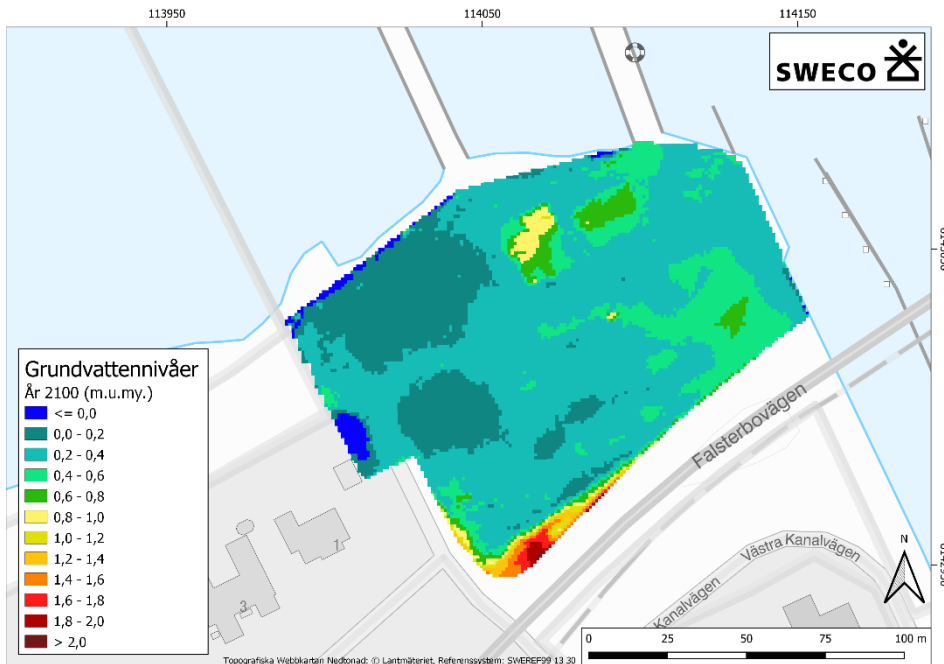 113950
114050
114150
SWECO
6143050
Grundvattennivåer
År 2100 (m.u.my.)
<= 0,0
0,0 - 0,2
0,2 - 0,4
0,4 - 0,6
0,6 - 0,8
0,8 - 1,0
1,0 - 1,2
1,2 - 1,4
1,4 - 1,6
1,6 - 1,8
1,8 - 2,0
> 2,0
Falsterbovägen
Västra Kanalvägen
Kanalvägen
1
3
N
6142950
0
25
50
75
100 m
Topografiska Webbkartan Nedtonad: © Lantmäteriet, Referenssystem: SWEREF99 13 30